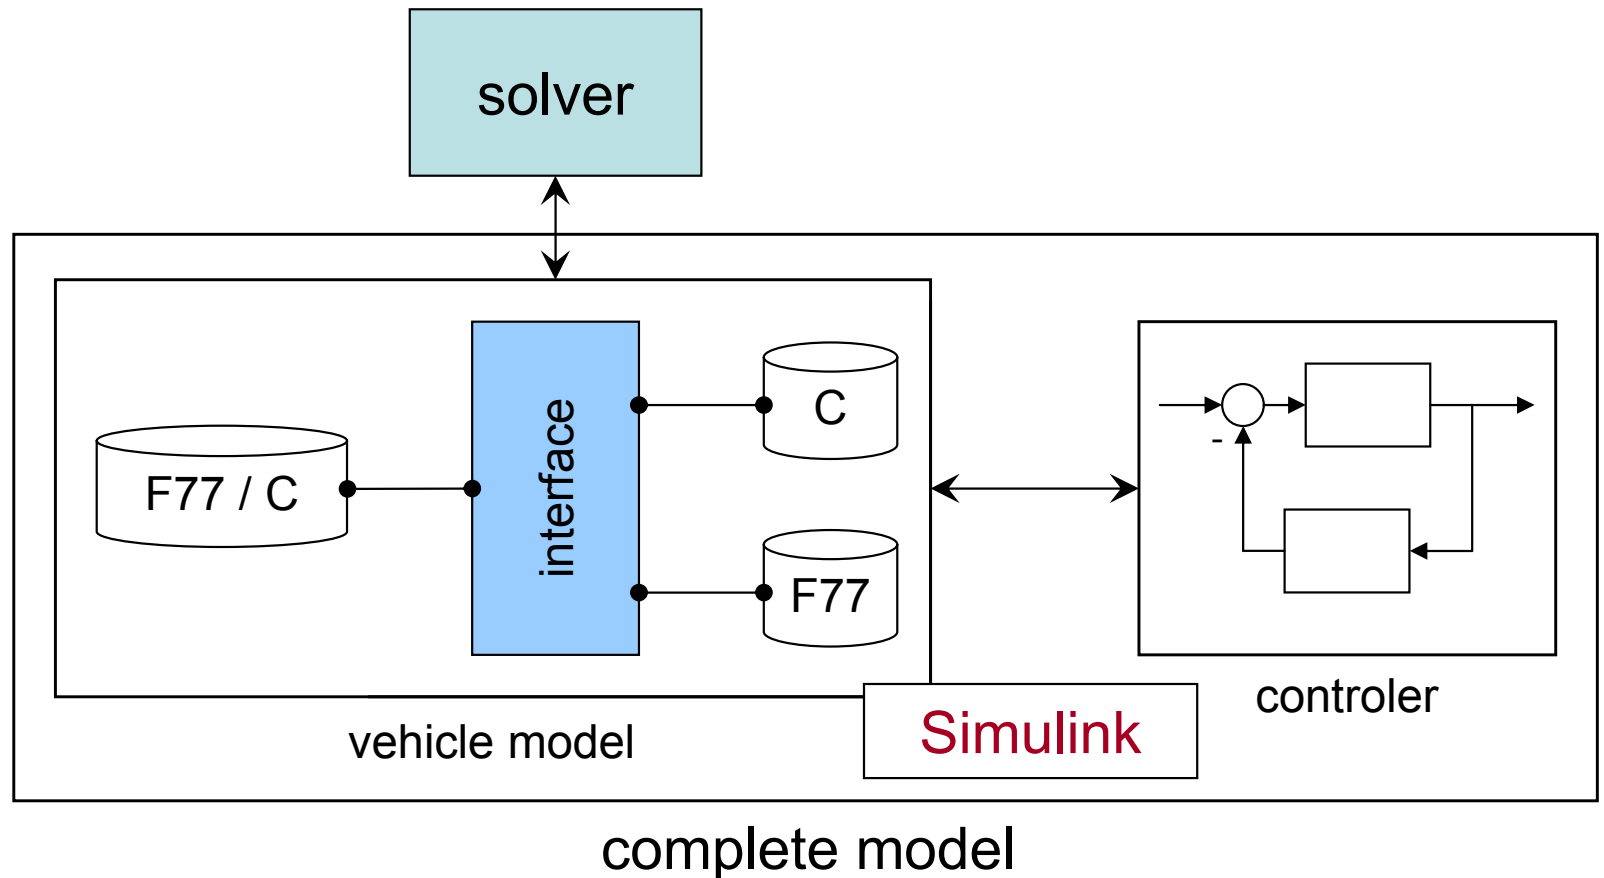 solver
interface
C
F77 / C
F77
-
controler
Simulink
vehicle model
complete model